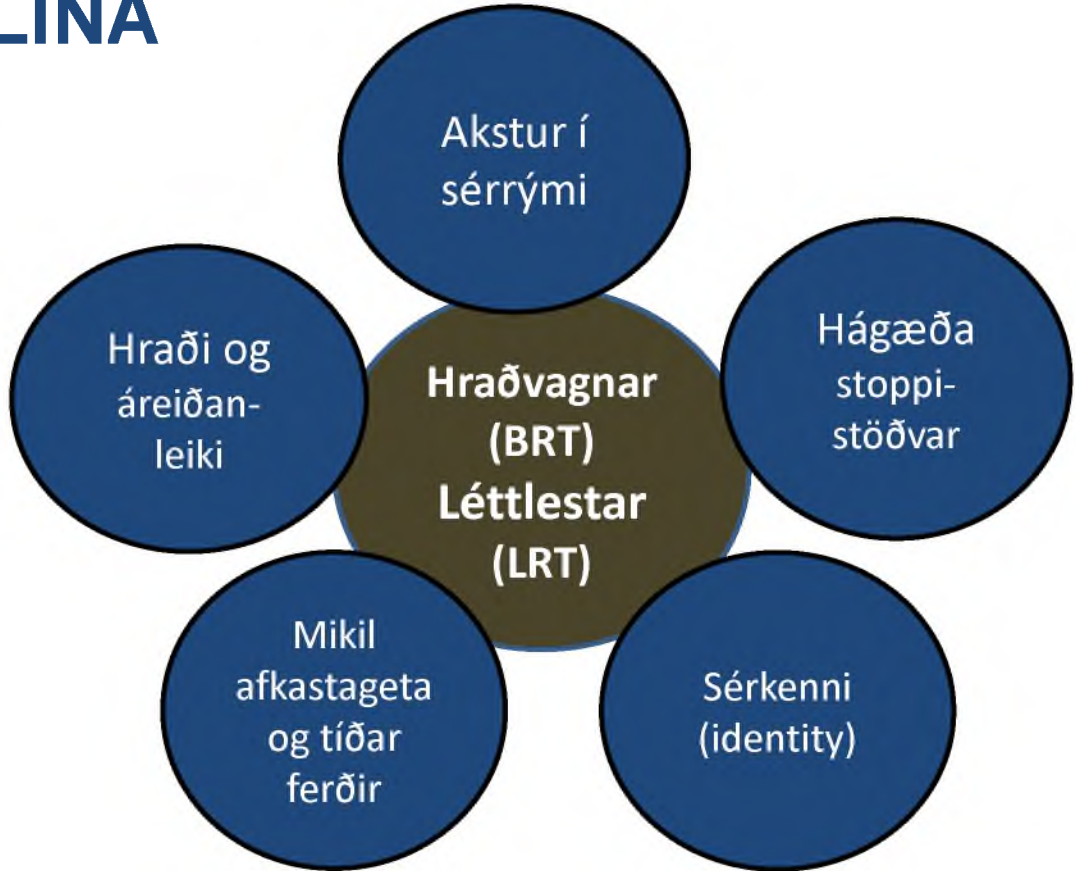 LÍNA
Akstur í
sérrými
Hágæða
stoppi-
stöðvar
Sérkenni
(identity)
Mikil
afkastageta
og tíðar
ferðir
Hraði og
áreiðan-
leiki
Hraðvagnar
(BRT)
Léttlestar
(LRT)